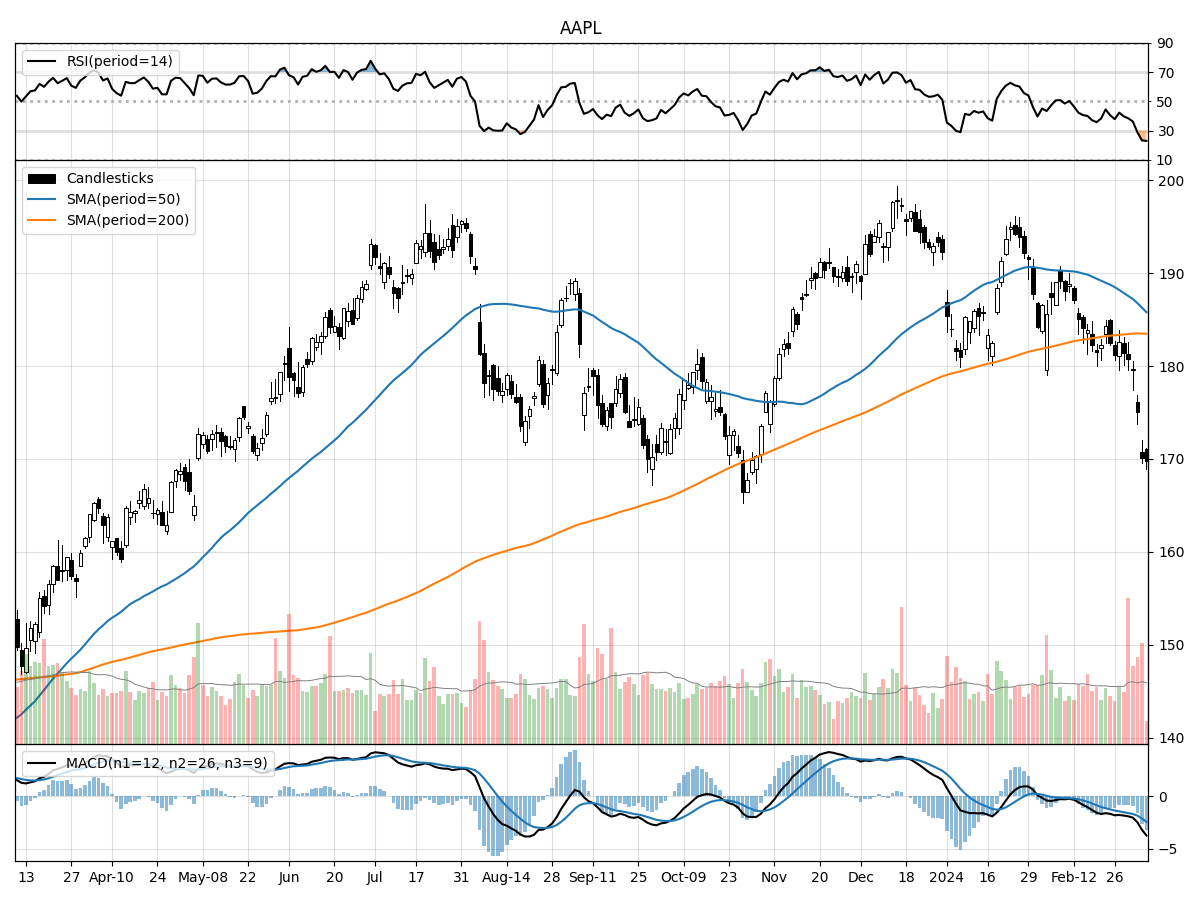 AAPL
RSI(period=14)
90
70
50
30
10
Candlesticks
SMA(period=50)
SMA(period=200)
200
190
180
170
160
150
140
MACD(n1=12, n2=26, n3=9)
0
−5
13 27 Apr-10 24 May-08 22 Jun 20 Jul 17 31 Aug-14 28 Sep-11 25 Oct-09 23 Nov 20 Dec 18 2024 16 29 Feb-12 26